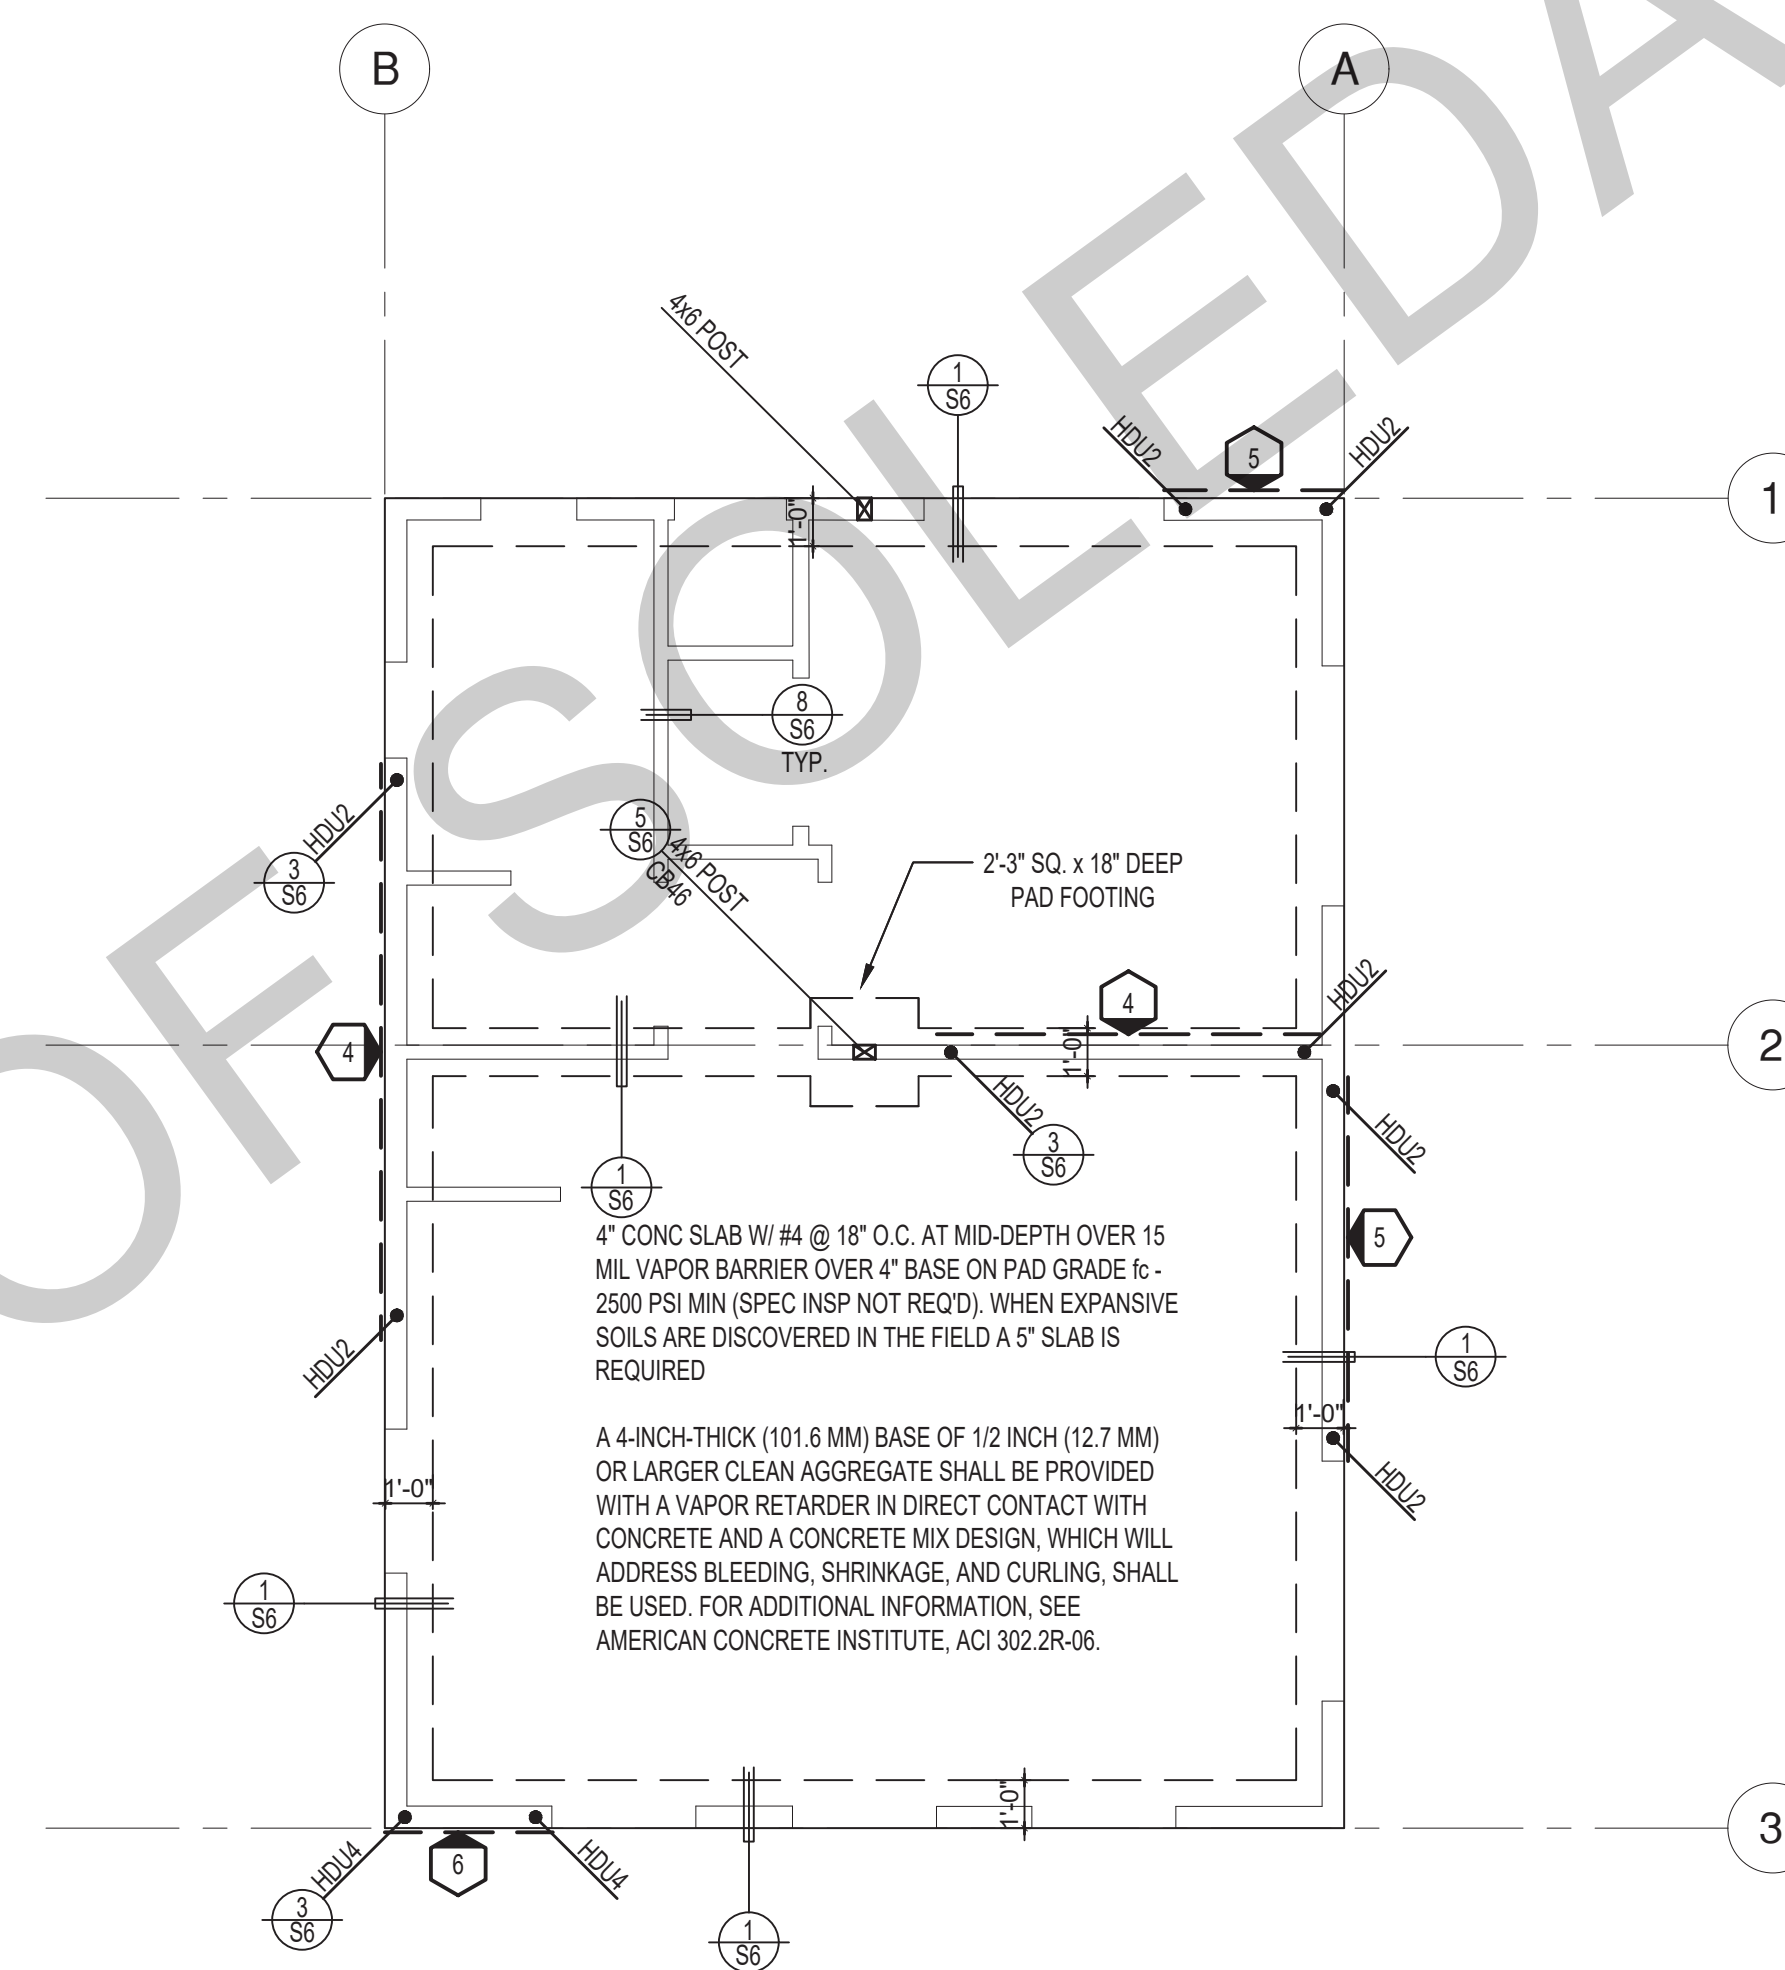 B
A
4x6 POST
1
S6
HDU2
5
HDU2
1
1'-0"
8
S6
TYP.
HDU2
3
S6
5
S6
4x6 POST
CB46
2'-3" SQ. x 18" DEEP
PAD FOOTING
HDU2
4
4
1'-0"
2
HDU2
3
S6
HDU2
1
S6
4" CONC SLAB W/ #4 @ 18" O.C. AT MID-DEPTH OVER 15
MIL VAPOR BARRIER OVER 4" BASE ON PAD GRADE fc -
2500 PSI MIN (SPEC INSP NOT REQ'D). WHEN EXPANSIVE
SOILS ARE DISCOVERED IN THE FIELD A 5" SLAB IS
REQUIRED
5
HDU2
1
S6
1'-0"
A 4-INCH-THICK (101.6 MM) BASE OF 1/2 INCH (12.7 MM)
OR LARGER CLEAN AGGREGATE SHALL BE PROVIDED
WITH A VAPOR RETARDER IN DIRECT CONTACT WITH
CONCRETE AND A CONCRETE MIX DESIGN, WHICH WILL
ADDRESS BLEEDING, SHRINKAGE, AND CURLING, SHALL
BE USED. FOR ADDITIONAL INFORMATION, SEE
AMERICAN CONCRETE INSTITUTE, ACI 302.2R-06.
HDU2
1'-0"
1
S6
1'-0"
3
HDU4
3
S6
6
HDU4
1
S6
OF SOLEDA